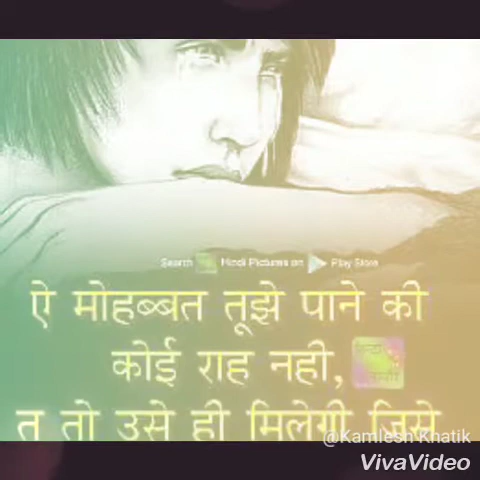 Search Hindi Pictures on Play Store
ऐ मोहब्बत तूझे पाने की
कोई राह नही,
त तो उसे ही मिलेगी जिसे
@Kamlesh Khatik
VivaVideo